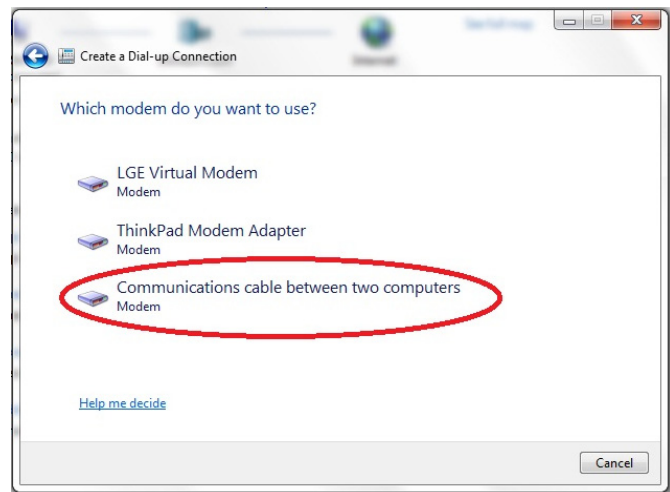 Create a Dial-up Connection
Which modem do you want to use?
LGE Virtual Modem
Modem
ThinkPad Modem Adapter
Modem
Communications cable between two computers
Modem
Help me decide
Cancel